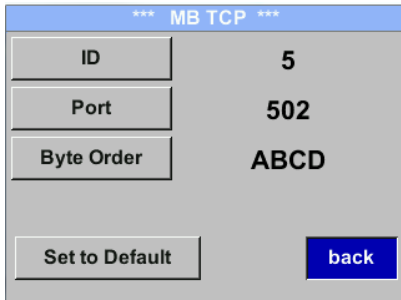 *** MB TCP ***
ID 5
Port 502
Byte Order ABCD
Set to Default back